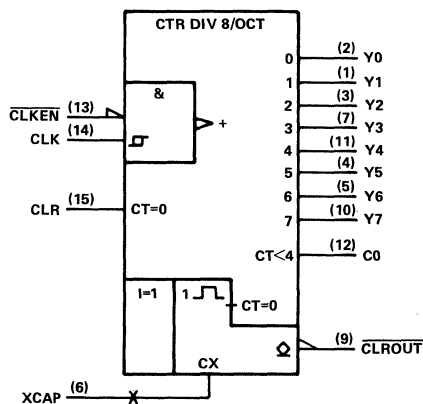 CTR DIV 8/OCT
0 (2) Y0
1 (1) Y1
& 2 (3) Y2
CLKEN (13) + 3 (7) Y3
CLK (14) 4 (11) Y4
5 (4) Y5
6 (5) Y6
CLR (15) CT=0 7 (10) Y7
CT<4 (12) C0
I=1 1 CT=0
(9) CLROUT
CX
XCAP (6) X